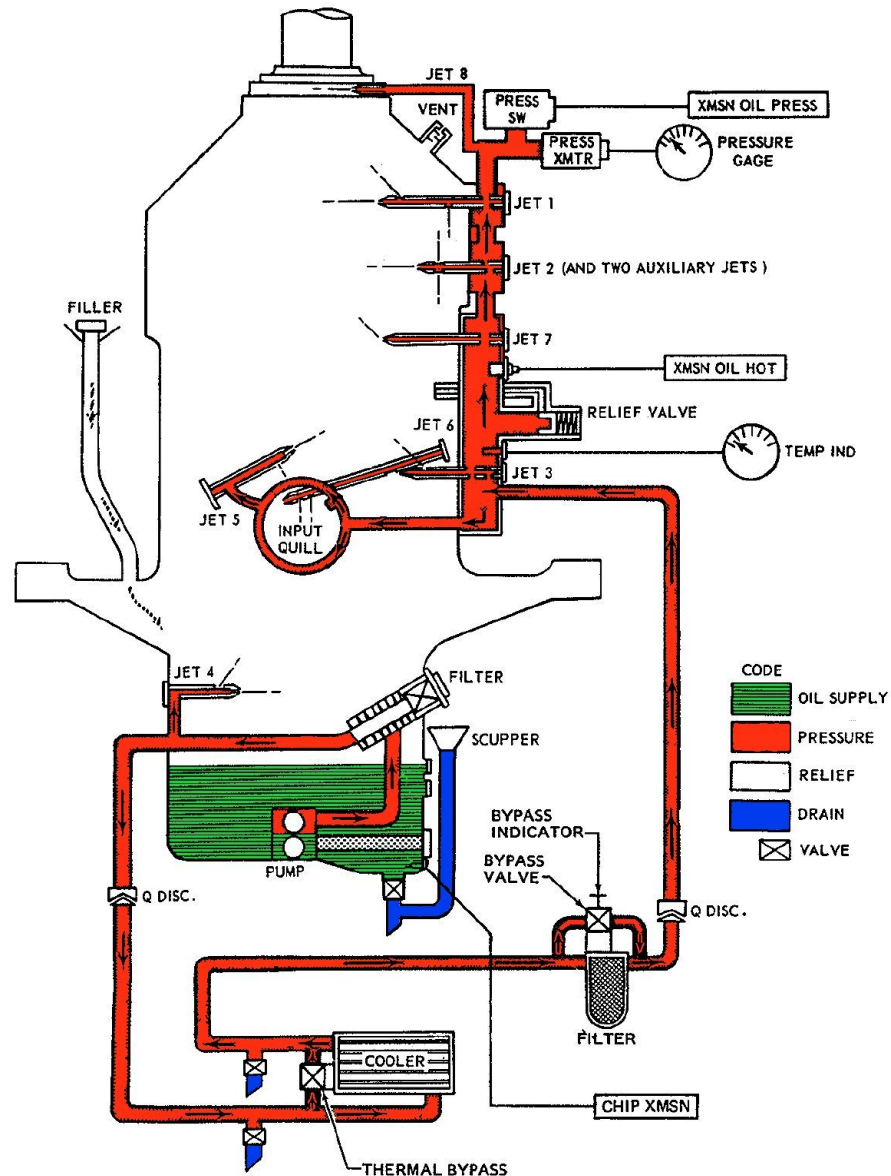 JET 8
VENT
PRESS
SW
XMSN OIL PRESS
PRESS
XMTR
PRESSURE
GAGE
JET 1
JET 2 (AND TWO AUXILIARY JETS)
FILLER
JET 7
XMSN OIL HOT
JET 6
RELIEF VALVE
TEMP IND
JET 3
JET 5
INPUT
QUILL
JET 4
FILTER
SCUPPER
CODE
OIL SUPPLY
PRESSURE
RELIEF
DRAIN
VALVE
BYPASS
INDICATOR
BYPASS
VALVE
PUMP
Q DISC.
Q DISC.
FILTER
COOLER
CHIP XMSN
THERMAL BYPASS